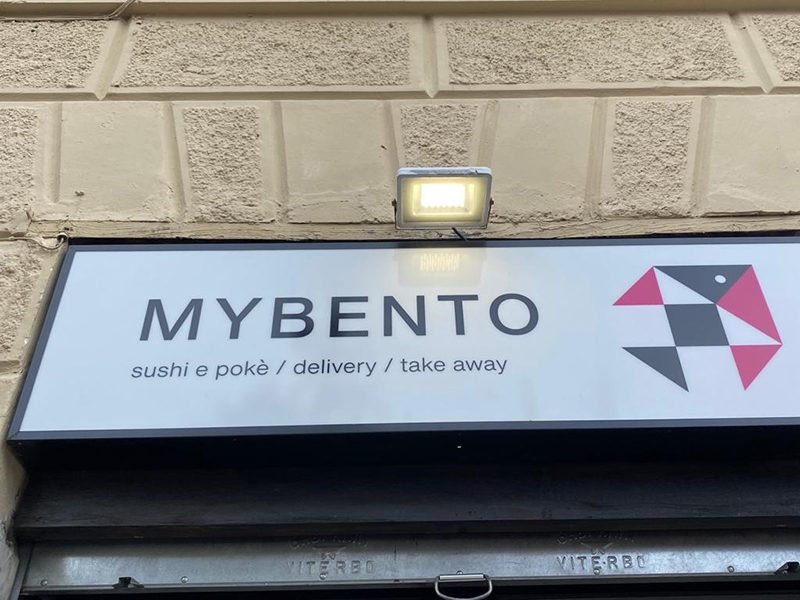 MYBENTO
sushi e pokè / delivery / take away
VITERBO
VITERBO